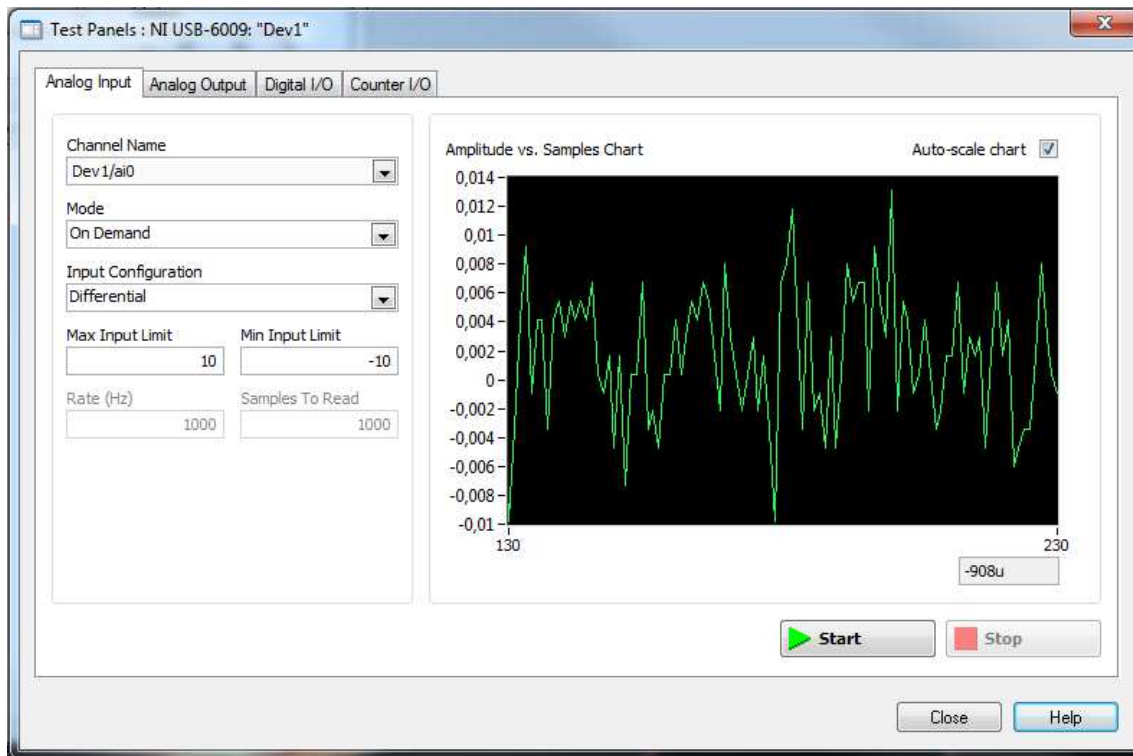 Test Panels : NI USB-6009: "Dev1"
Analog Input Analog Output Digital I/O Counter I/O
Channel Name
Dev1/ai0
Mode
On Demand
Input Configuration
Differential
Max Input Limit Min Input Limit
10 -10
Rate (Hz) Samples To Read
1000 1000
Amplitude vs. Samples Chart Auto-scale chart
0,014
0,012
0,01
0,008
0,006
0,004
0,002
0
-0,002
-0,004
-0,006
-0,008
-0,01
130 230
-908u
Start Stop
Close Help